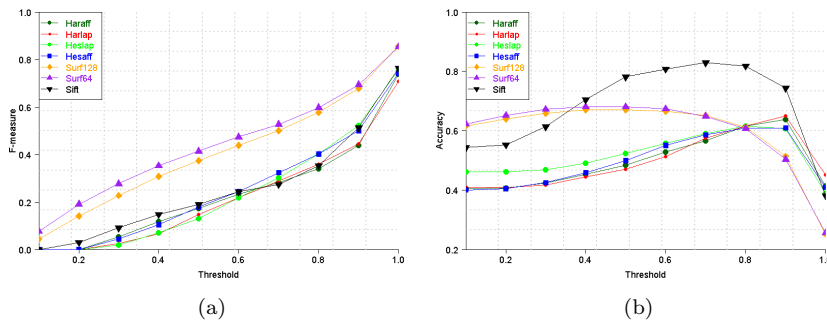 Haraff
Harlap
Heslap
Hesaff
Surf128
Surf64
Sift
F-measure
0.0
0.2
0.4
0.6
0.8
1.0
0.2
0.4
0.6
0.8
1.0
Threshold
(a)
Haraff
Harlap
Heslap
Hesaff
Surf128
Surf64
Sift
Accuracy
0.2
0.4
0.6
0.8
1.0
0.2
0.4
0.6
0.8
1.0
Threshold
(b)